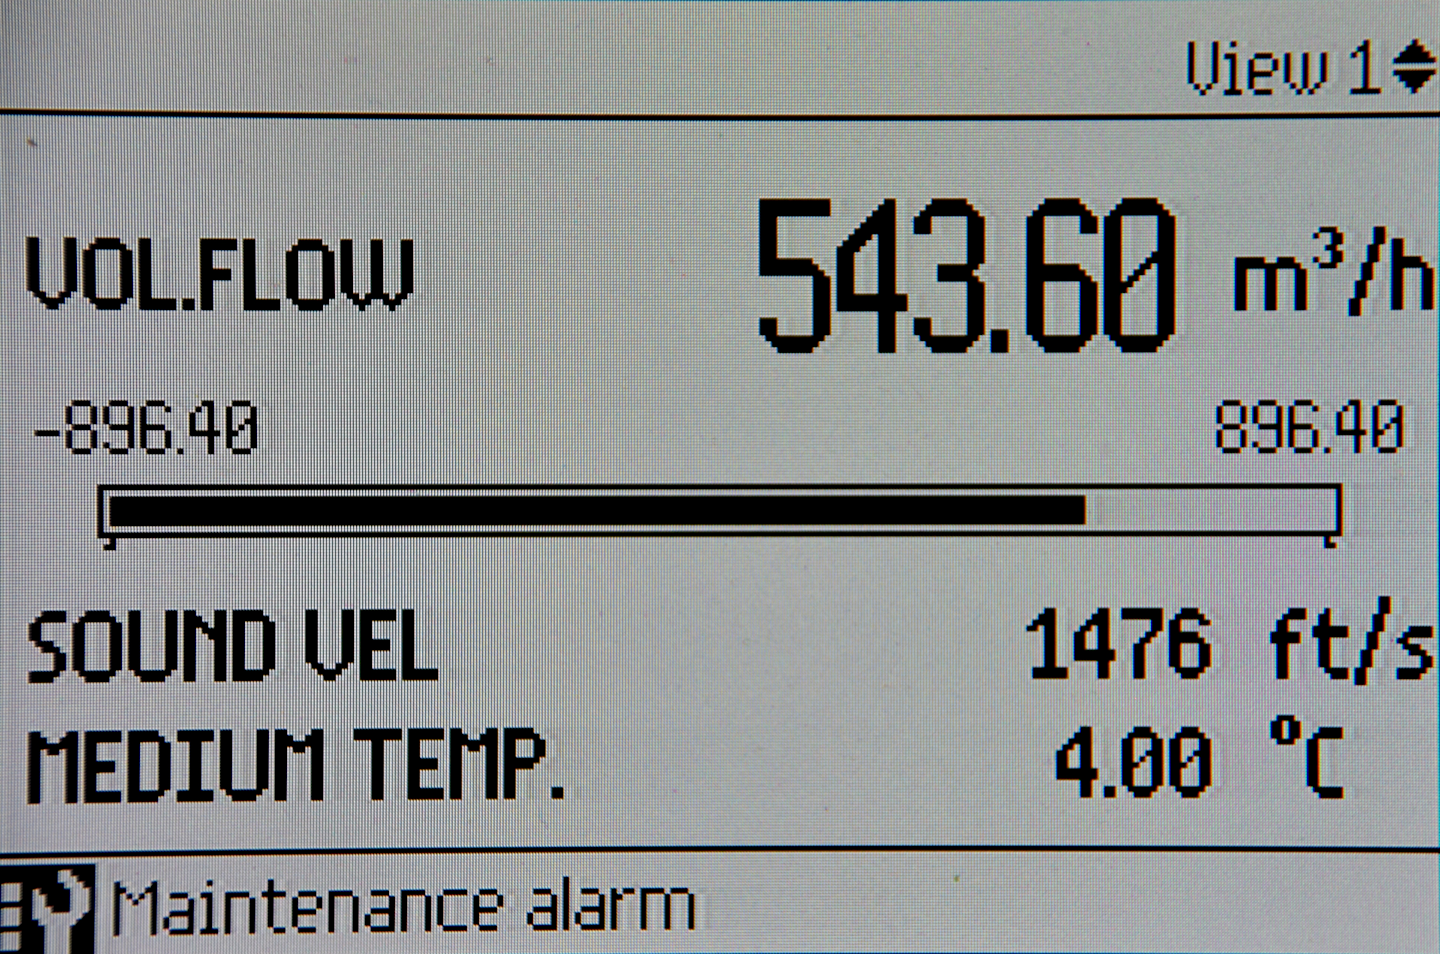 View 1
VOL.FLOW 543.60 m³/h
-896.40 896.40
SOUND VEL 1476 ft/s
MEDIUM TEMP. 4.00 °C
Maintenance alarm